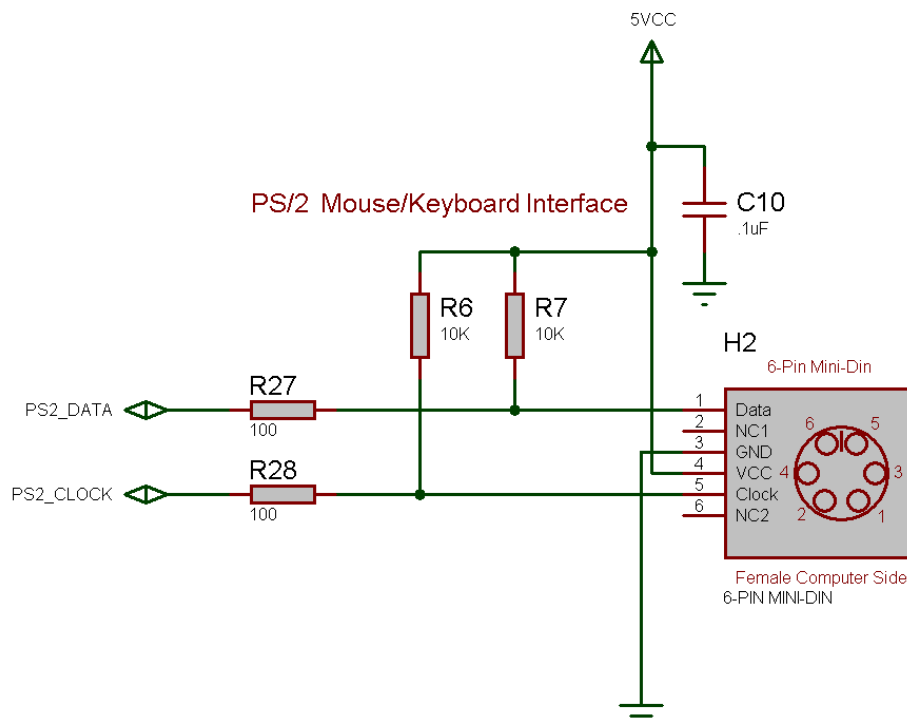 5VCC
PS/2 Mouse/Keyboard Interface
C10
.1uF
R6
10K
R7
10K
H2
6-Pin Mini-Din
R27
PS2_DATA
100
R28
PS2_CLOCK
100
1 Data
2 NC1
3 GND
4 VCC
5 Clock
6 NC2
6 5
4 3
2 1
Female Computer Side
6-PIN MINI-DIN